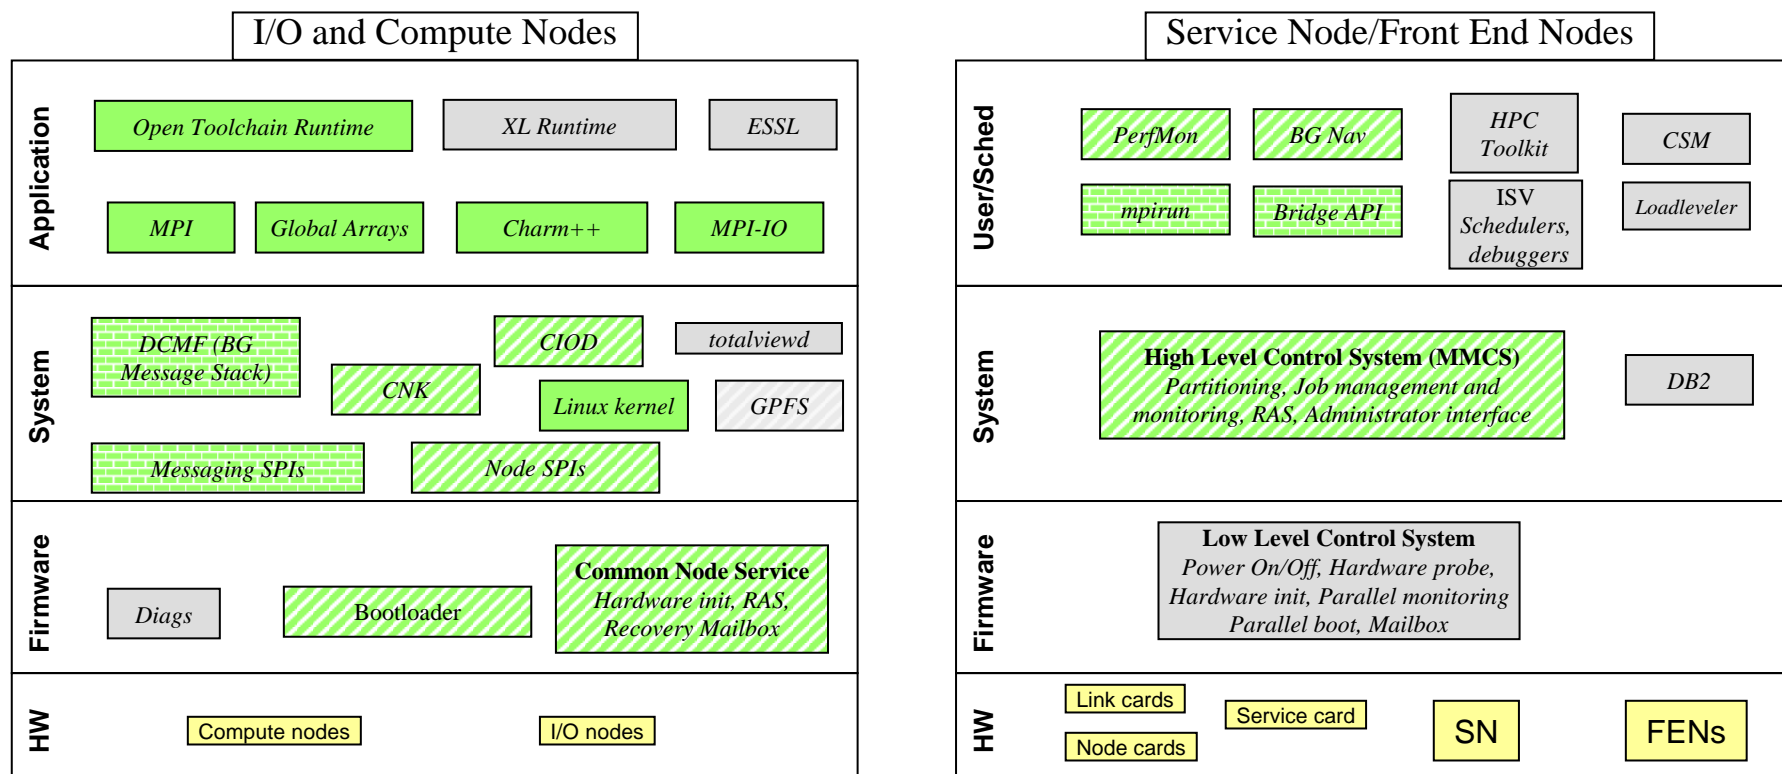 I/O and Compute Nodes
Application
Open Toolchain Runtime
XL Runtime
ESSL
MPI
Global Arrays
Charm++
MPI-IO
System
DCMF (BG
Message Stack)
CNK
CIOD
totalviewd
Linux kernel
GPFS
Messaging SPIs
Node SPIs
Firmware
Diags
Bootloader
Common Node Service
Hardware init, RAS,
Recovery Mailbox
HW
Compute nodes
I/O nodes
Service Node/Front End Nodes
User/Sched
PerfMon
BG Nav
HPC
Toolkit
CSM
mpirun
Bridge API
ISV
Schedulers,
debuggers
Loadleveler
System
High Level Control System (MMCS)
Partitioning, Job management and
monitoring, RAS, Administrator interface
DB2
Firmware
Low Level Control System
Power On/Off, Hardware probe,
Hardware init, Parallel monitoring
Parallel boot, Mailbox
HW
Link cards
Node cards
Service card
SN
FENs